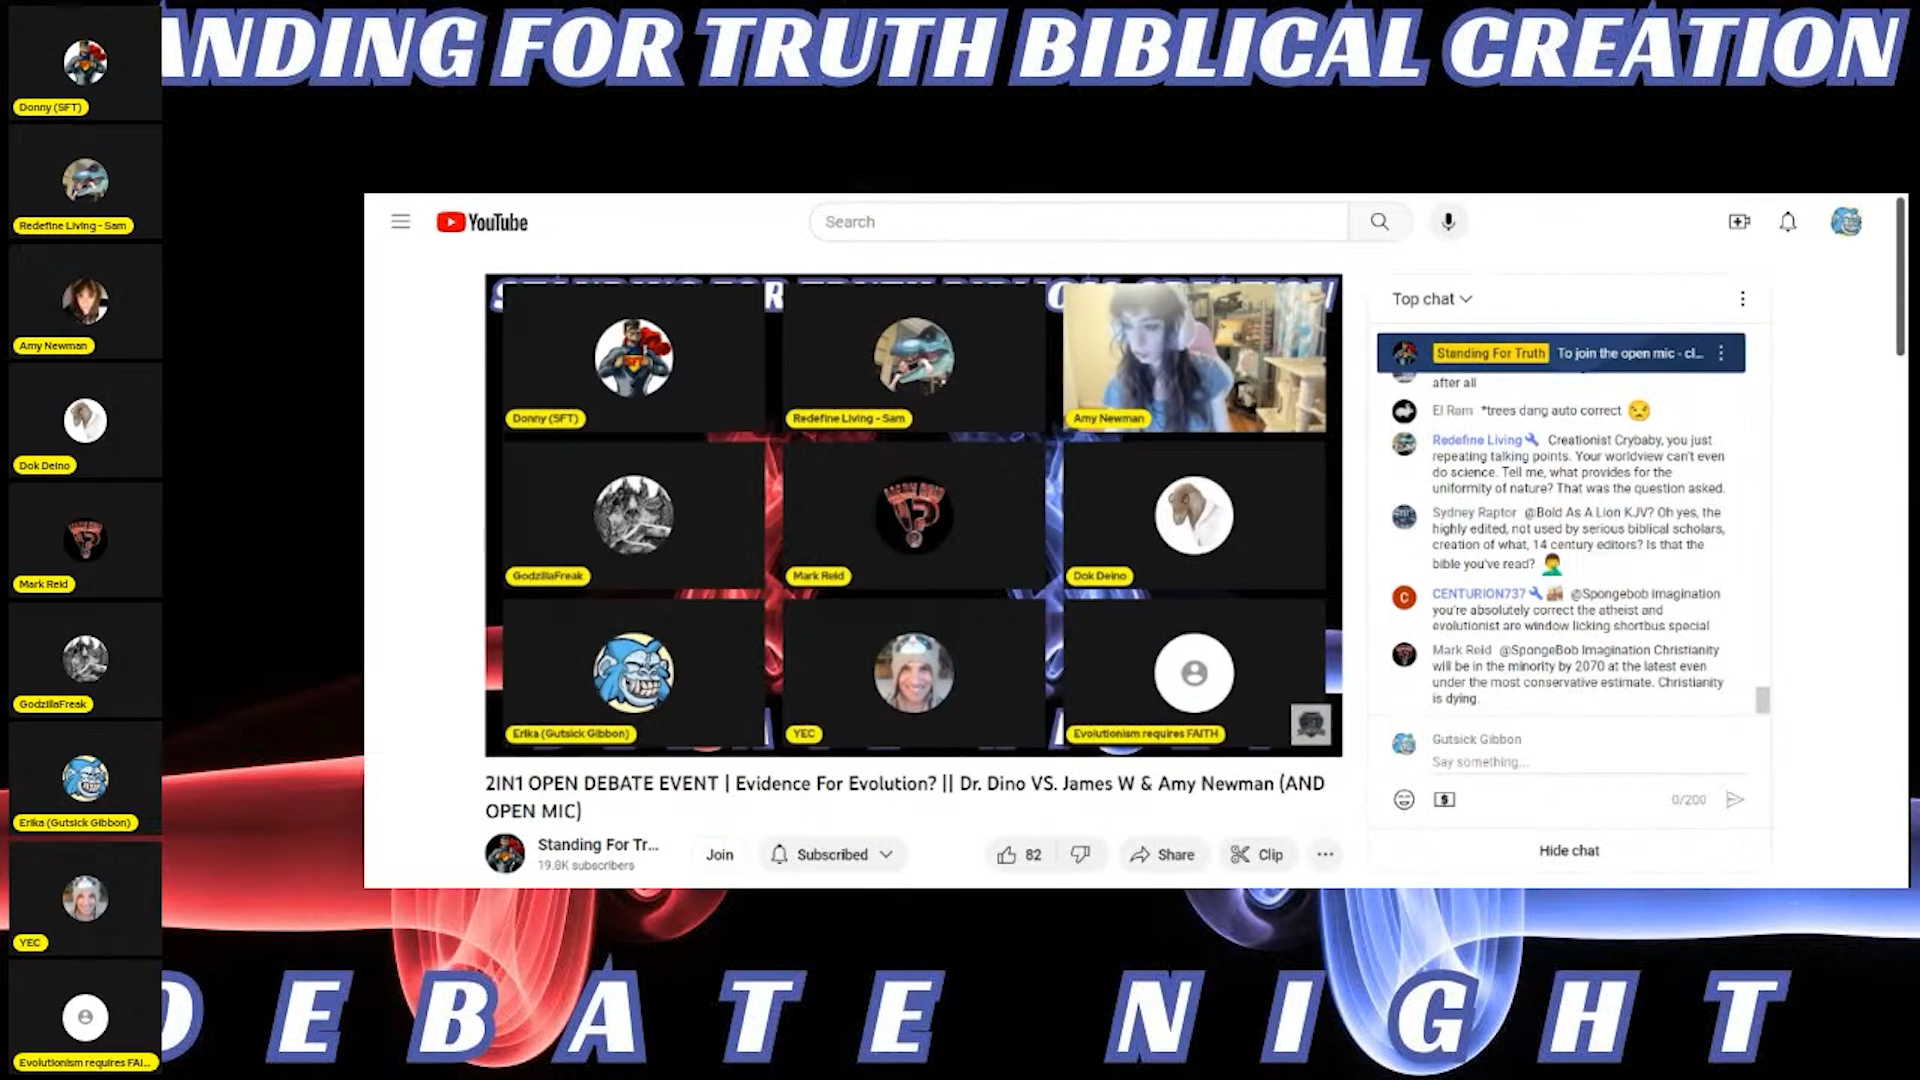 ANDING FOR TRUTH BIBLICAL CREATION
Donny (SFT)
Redefine Living - Sam
Amy Newman
Dok Deino
Mark Reid
GodzillaFreak
Erika (Gutsick Gibbon)
YEC
Evolutionism requires FAI...
YouTube
Search
Donny (SFT)
Redefine Living - Sam
Amy Newman
GodzillaFreak
Mark Reid
Dok Deino
Erika (Gutsick Gibbon)
YEC
Evolutionism requires FAITH
2IN1 OPEN DEBATE EVENT | Evidence For Evolution? || Dr. Dino VS. James W & Amy Newman (AND
OPEN MIC)
Standing For Tr...
19.8K subscribers
Join
Subscribed
82
Share
Clip
Top chat
Standing For Truth To join the open mic - cl...
after all
El Ram *trees dang auto correct
Redefine Living Creationist Crybaby, you just
repeating talking points. Your worldview can't even
do science. Tell me, what provides for the
uniformity of nature? That was the question asked.
Sydney Raptor @Bold As A Lion KJV? Oh yes, the
highly edited, not used by serious biblical scholars,
creation of what, 14 century editors? Is that the
bible you've read?
C
CENTURION737 @Spongebob imagination
you're absolutely correct the atheist and
evolutionist are window licking shortbus special
Mark Reid @SpongeBob Imagination Christianity
will be in the minority by 2070 at the latest even
under the most conservative estimate. Christianity
is dying.
Gutsick Gibbon
Say something...
0/200
Hide chat
DEBATE NIGHT